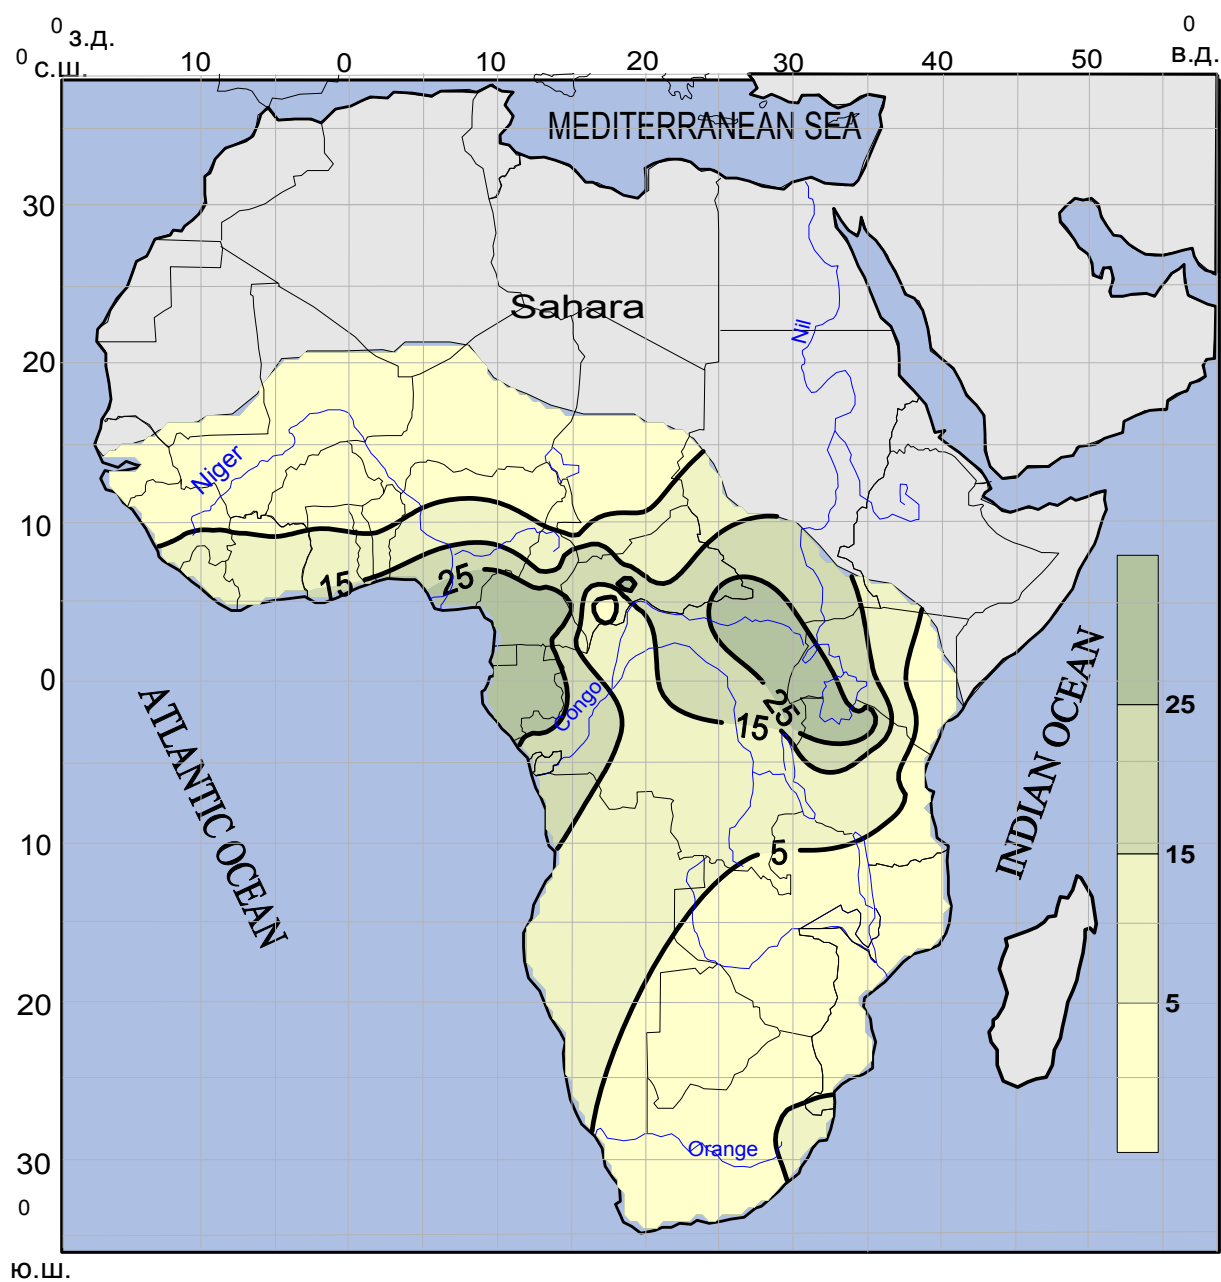 0
з.д.
0
с.ш.
10
0
10
20
30
40
50
0
в.д.
MEDITERRANEAN SEA
30
Sahara
Nil
20
Niger
10
15
25
0
Congo
25
15
ATLANTIC OCEAN
INDIAN OCEAN
25
10
5
15
20
5
Orange
30
0
ю.ш.